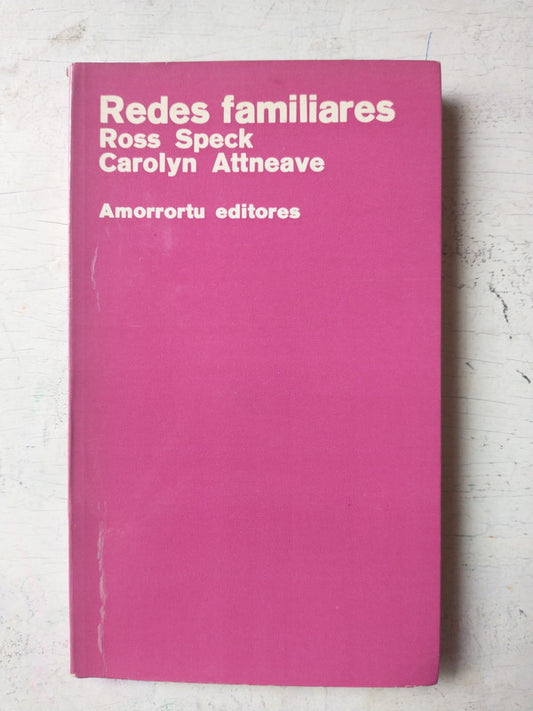 Redes familiares
Ross Speck
Carolyn Attneave
Amorrortu editores